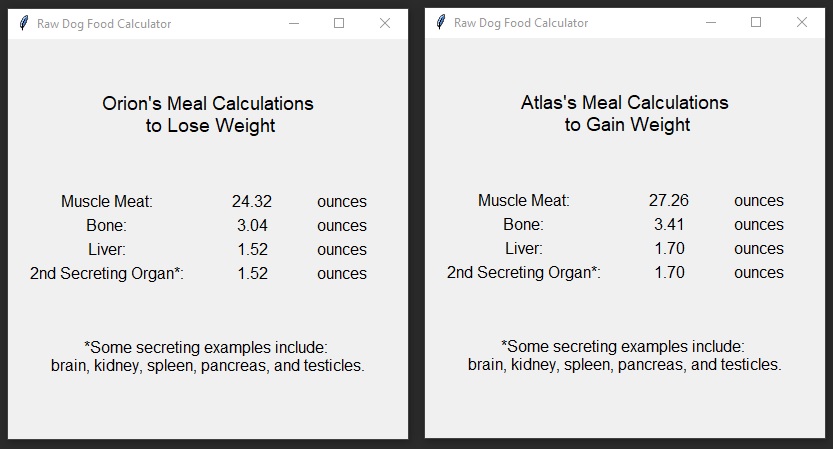 Raw Dog Food Calculator
Orion's Meal Calculations
to Lose Weight
Muscle Meat: 24.32 ounces
Bone: 3.04 ounces
Liver: 1.52 ounces
2nd Secreting Organ*: 1.52 ounces
*Some secreting examples include:
brain, kidney, spleen, pancreas, and testicles.
Raw Dog Food Calculator
Atlas's Meal Calculations
to Gain Weight
Muscle Meat: 27.26 ounces
Bone: 3.41 ounces
Liver: 1.70 ounces
2nd Secreting Organ*: 1.70 ounces
*Some secreting examples include:
brain, kidney, spleen, pancreas, and testicles.